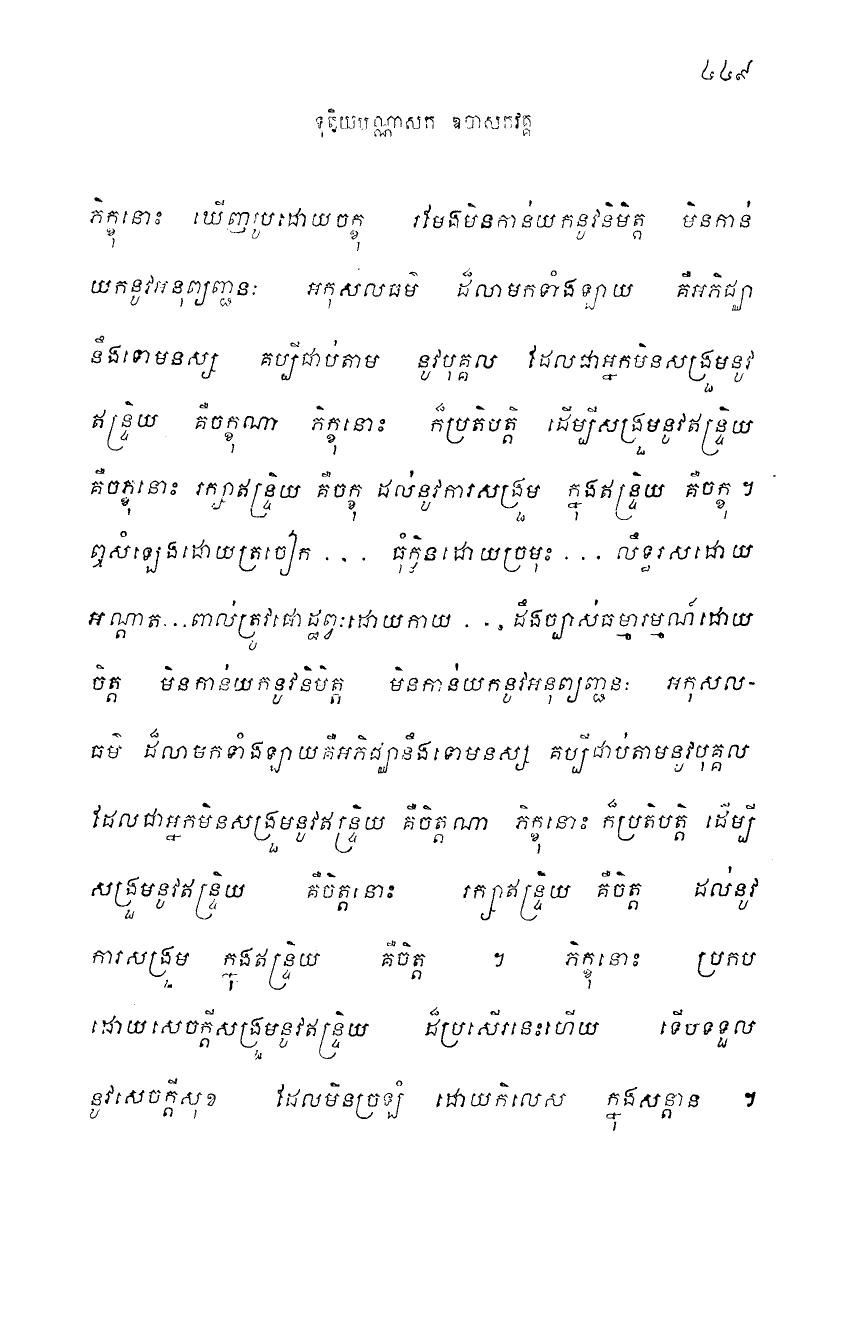 ៤៤៩
ទុតិយបណ្ណាសក ឧបាសកវគ្គ
ភិក្ខុនោះ ឃើញរូបដោយចក្ខុ រមែងមិនកាន់យកនូវនិមិត្ត មិនកាន់
យកនូវអនុព្យញ្ជនៈ អកុសលធម៌ ដ៏លាមកទាំងឡាយ គឺអភិជ្ឈា
នឹងទោមនស្ស គប្បីជាប់តាម នូវបុគ្គល ដែលជាអ្នកមិនសង្រួមនូវ
ឥន្ទ្រិយ គឺចក្ខុណា ភិក្ខុនោះ ក៏ប្រតិបត្តិ ដើម្បីសង្រួមនូវឥន្ទ្រិយ
គឺចក្ខុនោះ រក្សាឥន្ទ្រិយ គឺចក្ខុ ដល់នូវការសង្រួម ក្នុងឥន្ទ្រិយ គឺចក្ខុ ។
ឮសំឡេងដោយត្រចៀក ... ធុំក្លិនដោយច្រមុះ ... លិទ្ធរសដោយ
អណ្តាត...ពាល់ត្រូវផោដ្ឋព្វៈដោយកាយ ... ដឹងច្បាស់ធម្មារម្មណ៍ដោយ
ចិត្ត មិនកាន់យកនូវនិមិត្ត មិនកាន់យកនូវអនុព្យញ្ជនៈ អកុសល-
ធម៌ ដ៏លាមកទាំងឡាយគឺអភិជ្ឈានឹងទោមនស្ស គប្បីជាប់តាមនូវបុគ្គល
ដែលជាអ្នកមិនសង្រួមនូវឥន្ទ្រិយ គឺចិត្តណា ភិក្ខុនោះ ក៏ប្រតិបត្តិ ដើម្បី
សង្រួមនូវឥន្ទ្រិយ គឺចិត្តនោះ រក្សាឥន្ទ្រិយ គឺចិត្ត ដល់នូវ
ការសង្រួម ក្នុងឥន្ទ្រិយ គឺចិត្ត ។ ភិក្ខុនោះ ប្រកប
ដោយសេចក្តីសង្រួមនូវឥន្ទ្រិយ ដ៏ប្រសើរនេះហើយ ទើបទទួល
នូវសេចក្តីសុខ ដែលមិនច្រឡំ ដោយកិលេស ក្នុងសន្តាន ។